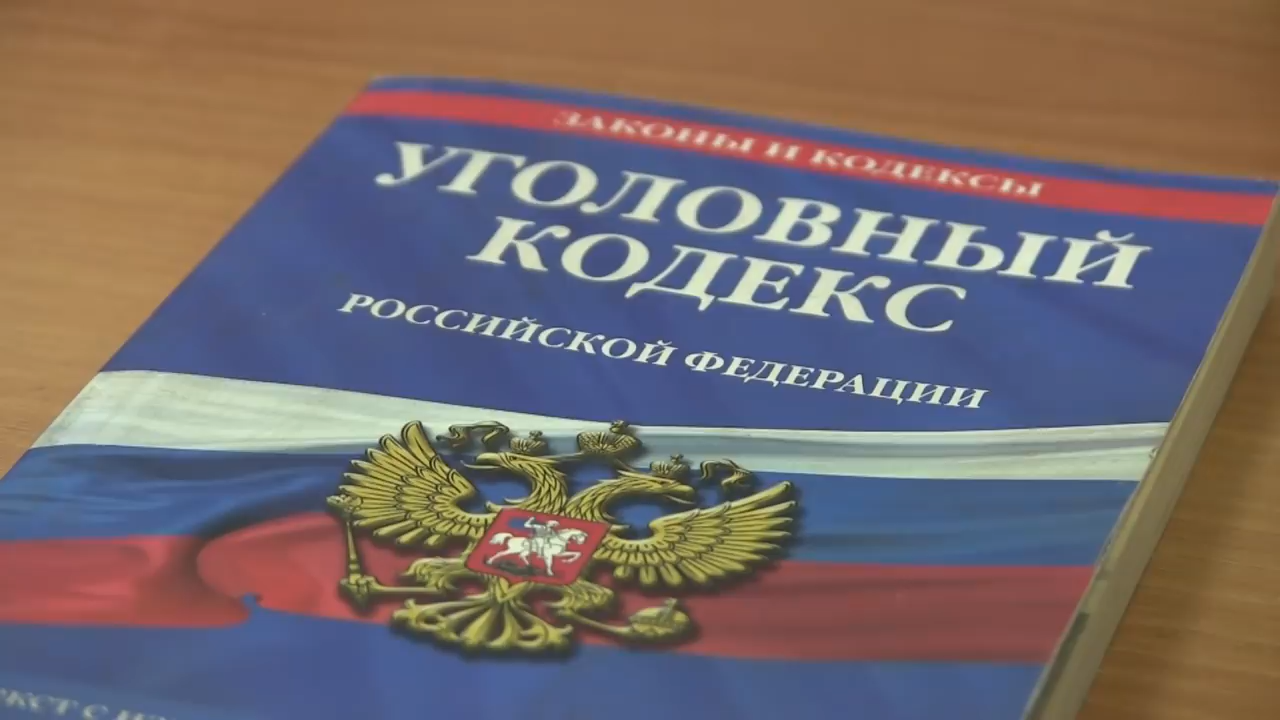 ЗАКОНЫ И КОДЕКСЫ
УГОЛОВНЫЙ
КОДЕКС
РОССИЙСКОЙ ФЕДЕРАЦИИ